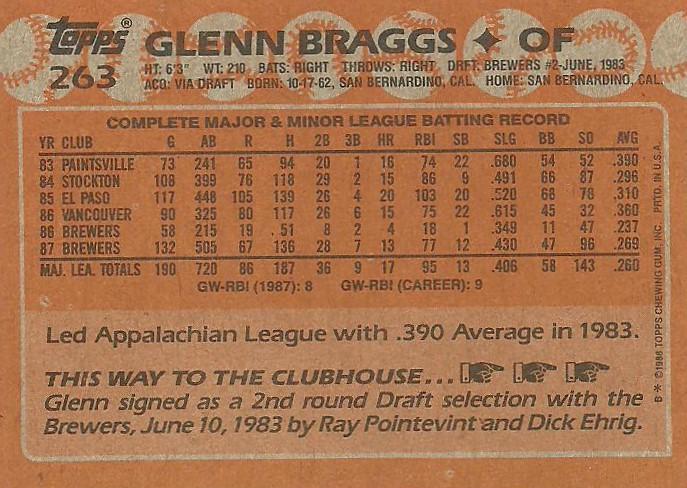 Topps® GLENN BRAGGS ✦ OF
263 HT: 6'3" WT: 210 BATS: RIGHT THROWS: RIGHT DRAFT: BREWERS #2-JUNE, 1983
ACQ: VIA DRAFT BORN: 10-17-62, SAN BERNARDINO, CAL. HOME: SAN BERNARDINO, CAL.
COMPLETE MAJOR & MINOR LEAGUE BATTING RECORD
YR CLUB G AB R H 2B 3B HR RBI SB SLG BB SO AVG
83 PAINTSVILLE 73 241 65 94 20 1 16 74 22 .680 54 52 .390
84 STOCKTON 108 399 76 118 29 2 15 86 9 .491 66 87 .296
85 EL PASO 117 448 105 139 26 4 20 103 20 .520 68 78 .310
86 VANCOUVER 90 325 80 117 26 6 15 75 22 .615 45 32 .360
86 BREWERS 58 215 19 51 8 2 4 18 1 .349 11 47 .237
87 BREWERS 132 505 67 136 28 7 13 77 12 .430 47 96 .269
MAJ. LEA. TOTALS 190 720 86 187 36 9 17 95 13 .406 58 143 .260
GW-RBI (1987): 8 GW-RBI (CAREER): 9
Led Appalachian League with .390 Average in 1983.
THIS WAY TO THE CLUBHOUSE...
Glenn signed as a 2nd round Draft selection with the
Brewers, June 10, 1983 by Ray Pointevint and Dick Ehrig.
B* ©1988 TOPPS CHEWING GUM, INC. PRTD. IN U.S.A.